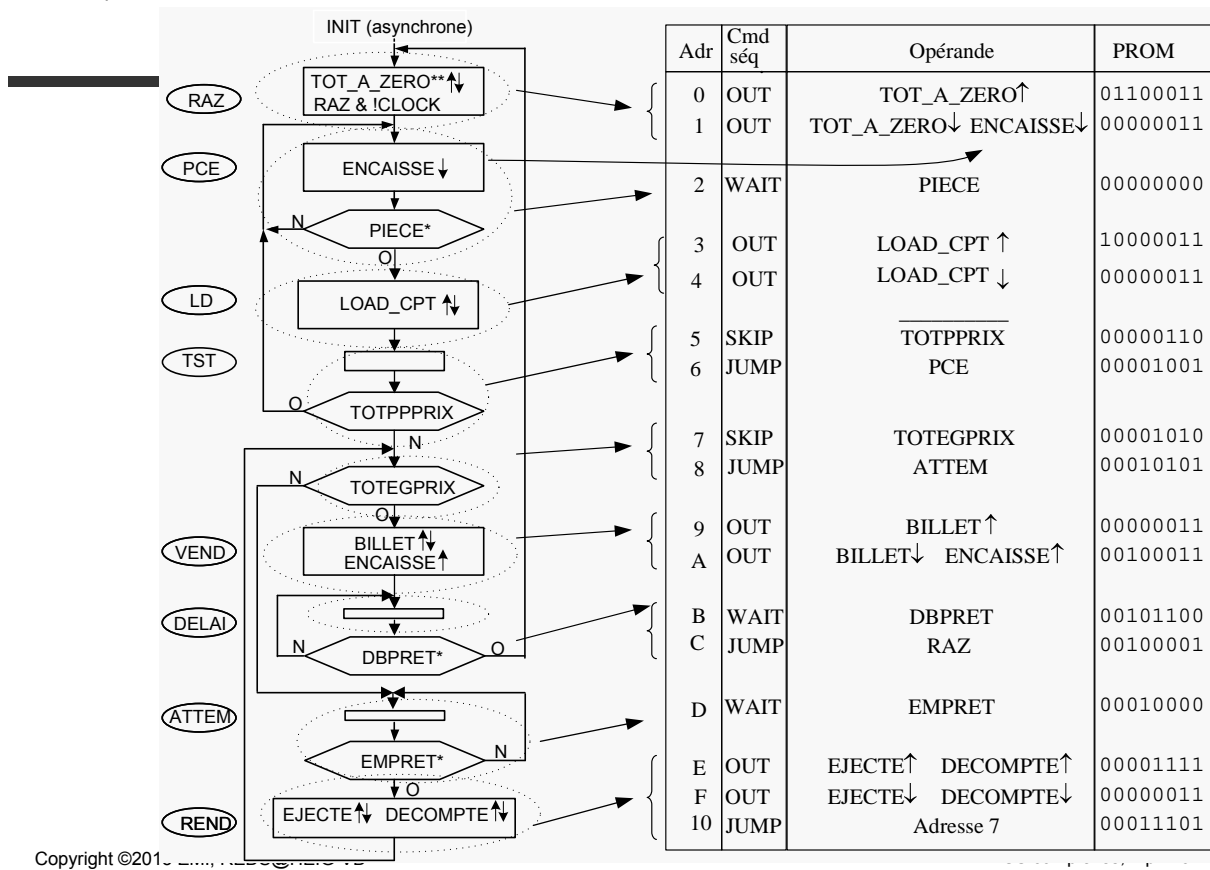 INIT (asynchrone)
RAZ
TOT_A_ZERO**↑↓
RAZ & !CLOCK
PCE
ENCAISSE↓
N
PIECE*
O
LD
LOAD_CPT ↑↓
TST
O
TOTPPPRIX
N
N
TOTEGPRIX
O
VEND
BILLET↑↓
ENCAISSE↑
DELAI
N
DBPRET*
O
ATTEM
EMPRET*
N
O
REND
EJECTE↑↓ DECOMPTE↑↓
Adr Cmd séq Opérande PROM
0 OUT TOT_A_ZERO↑ 01100011
1 OUT TOT_A_ZERO↓ ENCAISSE↓ 00000011
2 WAIT PIECE 00000000
3 OUT LOAD_CPT ↑ 10000011
4 OUT LOAD_CPT ↓ 00000011
5 SKIP TOTPPRIX 00000110
6 JUMP PCE 00001001
7 SKIP TOTEGPRIX 00001010
8 JUMP ATTEM 00010101
9 OUT BILLET↑ 00000011
A OUT BILLET↓ ENCAISSE↑ 00100011
B WAIT DBPRET 00101100
C JUMP RAZ 00100001
D WAIT EMPRET 00010000
E OUT EJECTE↑ DECOMPTE↑ 00001111
F OUT EJECTE↓ DECOMPTE↓ 00000011
10 JUMP Adresse 7 00011101
Copyright ©201